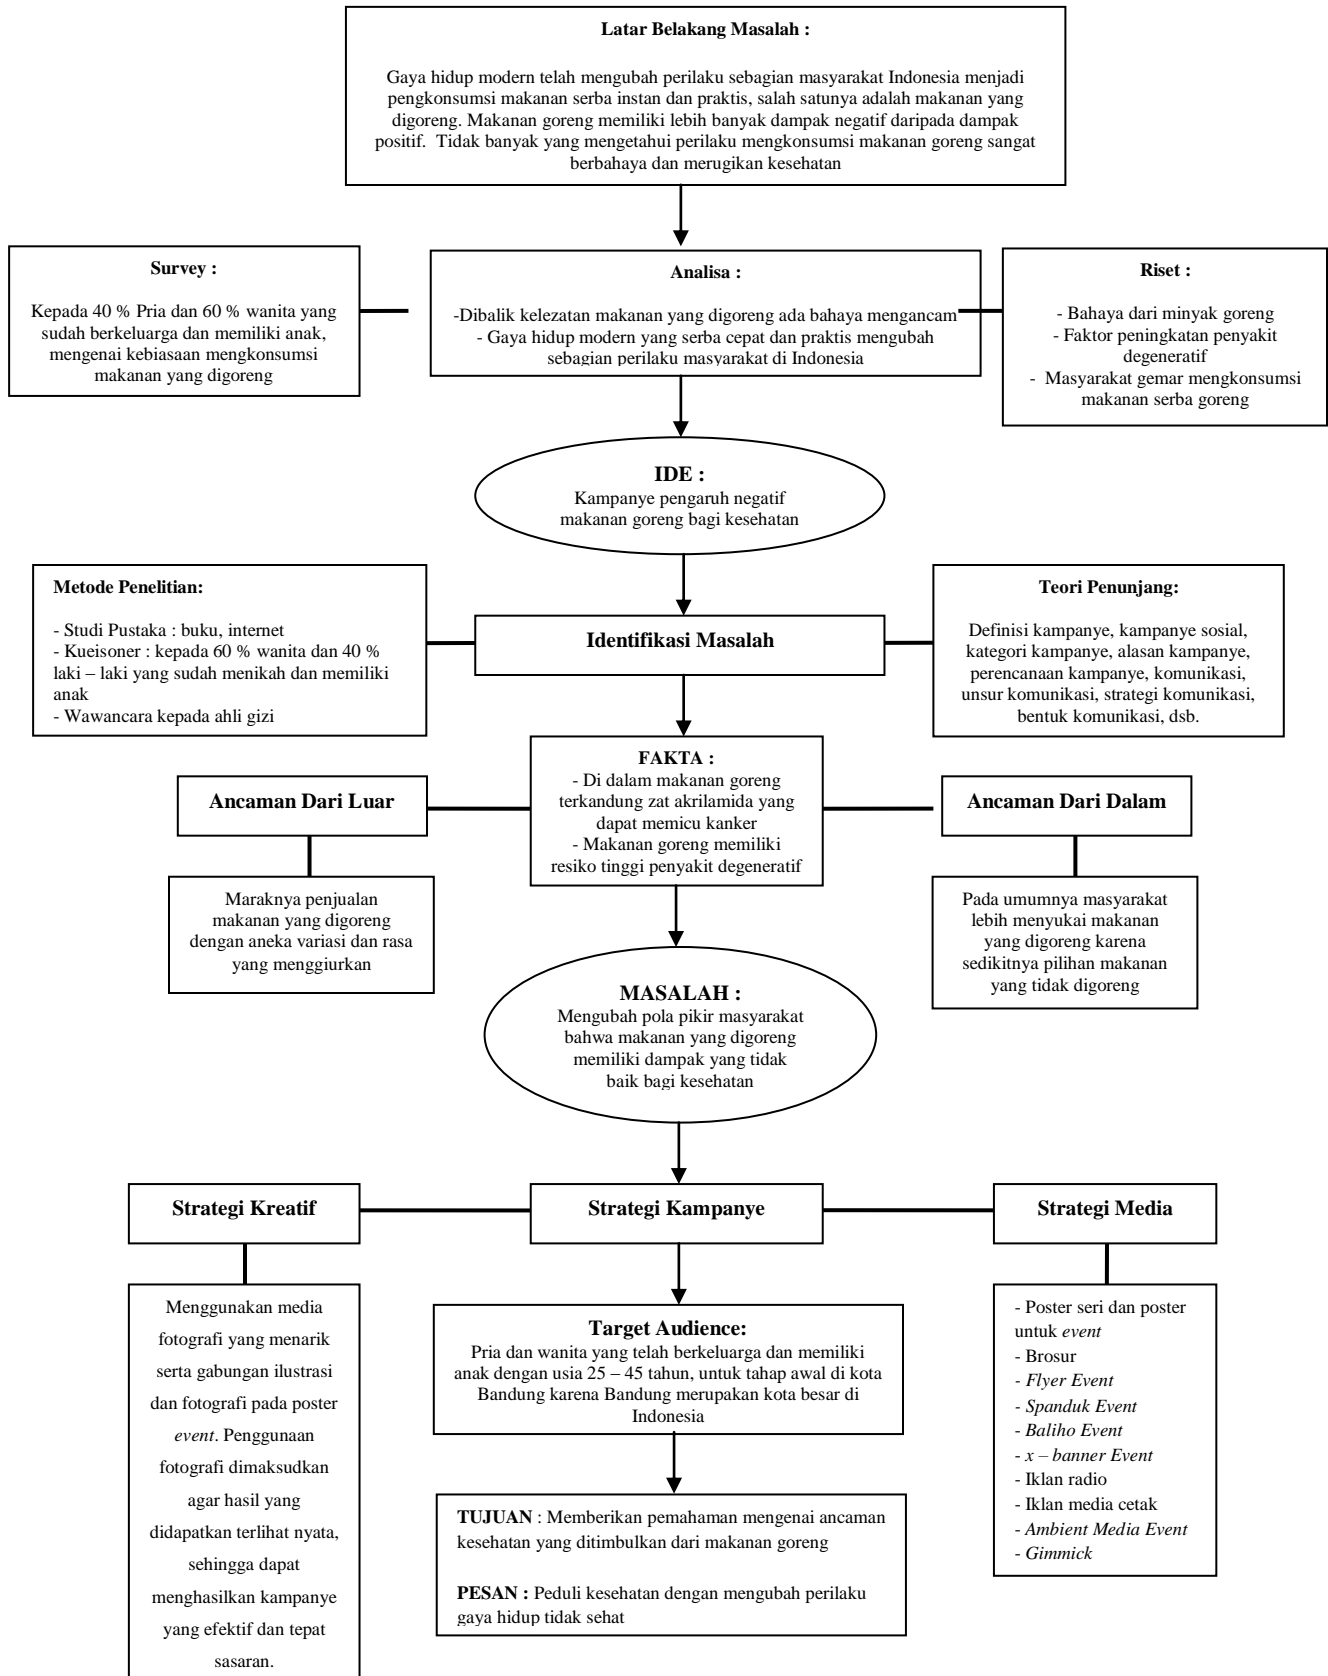 Latar Belakang Masalah :
Gaya hidup modern telah mengubah perilaku sebagian masyarakat Indonesia menjadi
pengkonsumsi makanan serba instan dan praktis, salah satunya adalah makanan yang
digoreng. Makanan goreng memiliki lebih banyak dampak negatif daripada dampak
positif. Tidak banyak yang mengetahui perilaku mengkonsumsi makanan goreng sangat
berbahaya dan merugikan kesehatan
Survey :
Kepada 40 % Pria dan 60 % wanita yang
sudah berkeluarga dan memiliki anak,
mengenai kebiasaan mengkonsumsi
makanan yang digoreng
Analisa :
-Dibalik kelezatan makanan yang digoreng ada bahaya mengancam
- Gaya hidup modern yang serba cepat dan praktis mengubah
sebagian perilaku masyarakat di Indonesia
Riset :
- Bahaya dari minyak goreng
- Faktor peningkatan penyakit
degeneratif
- Masyarakat gemar mengkonsumsi
makanan serba goreng
IDE :
Kampanye pengaruh negatif
makanan goreng bagi kesehatan
Metode Penelitian:
- Studi Pustaka : buku, internet
- Kueisoner : kepada 60 % wanita dan 40 %
laki – laki yang sudah menikah dan memiliki
anak
- Wawancara kepada ahli gizi
Identifikasi Masalah
Teori Penunjang:
Definisi kampanye, kampanye sosial,
kategori kampanye, alasan kampanye,
perencanaan kampanye, komunikasi,
unsur komunikasi, strategi komunikasi,
bentuk komunikasi, dsb.
FAKTA :
- Di dalam makanan goreng
terkandung zat akrilamida yang
dapat memicu kanker
- Makanan goreng memiliki
resiko tinggi penyakit degeneratif
Ancaman Dari Luar
Maraknya penjualan
makanan yang digoreng
dengan aneka variasi dan rasa
yang menggiurkan
Ancaman Dari Dalam
Pada umumnya masyarakat
lebih menyukai makanan
yang digoreng karena
sedikitnya pilihan makanan
yang tidak digoreng
MASALAH :
Mengubah pola pikir masyarakat
bahwa makanan yang digoreng
memiliki dampak yang tidak
baik bagi kesehatan
Strategi Kreatif
Menggunakan media
fotografi yang menarik
serta gabungan ilustrasi
dan fotografi pada poster
event. Penggunaan
fotografi dimaksudkan
agar hasil yang
didapatkan terlihat nyata,
sehingga dapat
menghasilkan kampanye
yang efektif dan tepat
sasaran.
Strategi Kampanye
Target Audience:
Pria dan wanita yang telah berkeluarga dan memiliki
anak dengan usia 25 – 45 tahun, untuk tahap awal di kota
Bandung karena Bandung merupakan kota besar di
Indonesia
TUJUAN : Memberikan pemahaman mengenai ancaman
kesehatan yang ditimbulkan dari makanan goreng
PESAN : Peduli kesehatan dengan mengubah perilaku
gaya hidup tidak sehat
Strategi Media
- Poster seri dan poster
untuk event
- Brosur
- Flyer Event
- Spanduk Event
- Baliho Event
- x – banner Event
- Iklan radio
- Iklan media cetak
- Ambient Media Event
- Gimmick